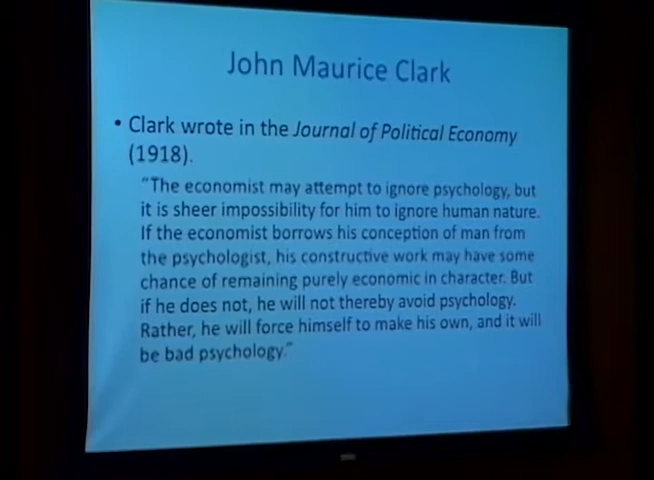 John Maurice Clark
• Clark wrote in the Journal of Political Economy
(1918).
"The economist may attempt to ignore psychology, but
it is sheer impossibility for him to ignore human nature.
If the economist borrows his conception of man from
the psychologist, his constructive work may have some
chance of remaining purely economic in character. But
if he does not, he will not thereby avoid psychology.
Rather, he will force himself to make his own, and it will
be bad psychology."